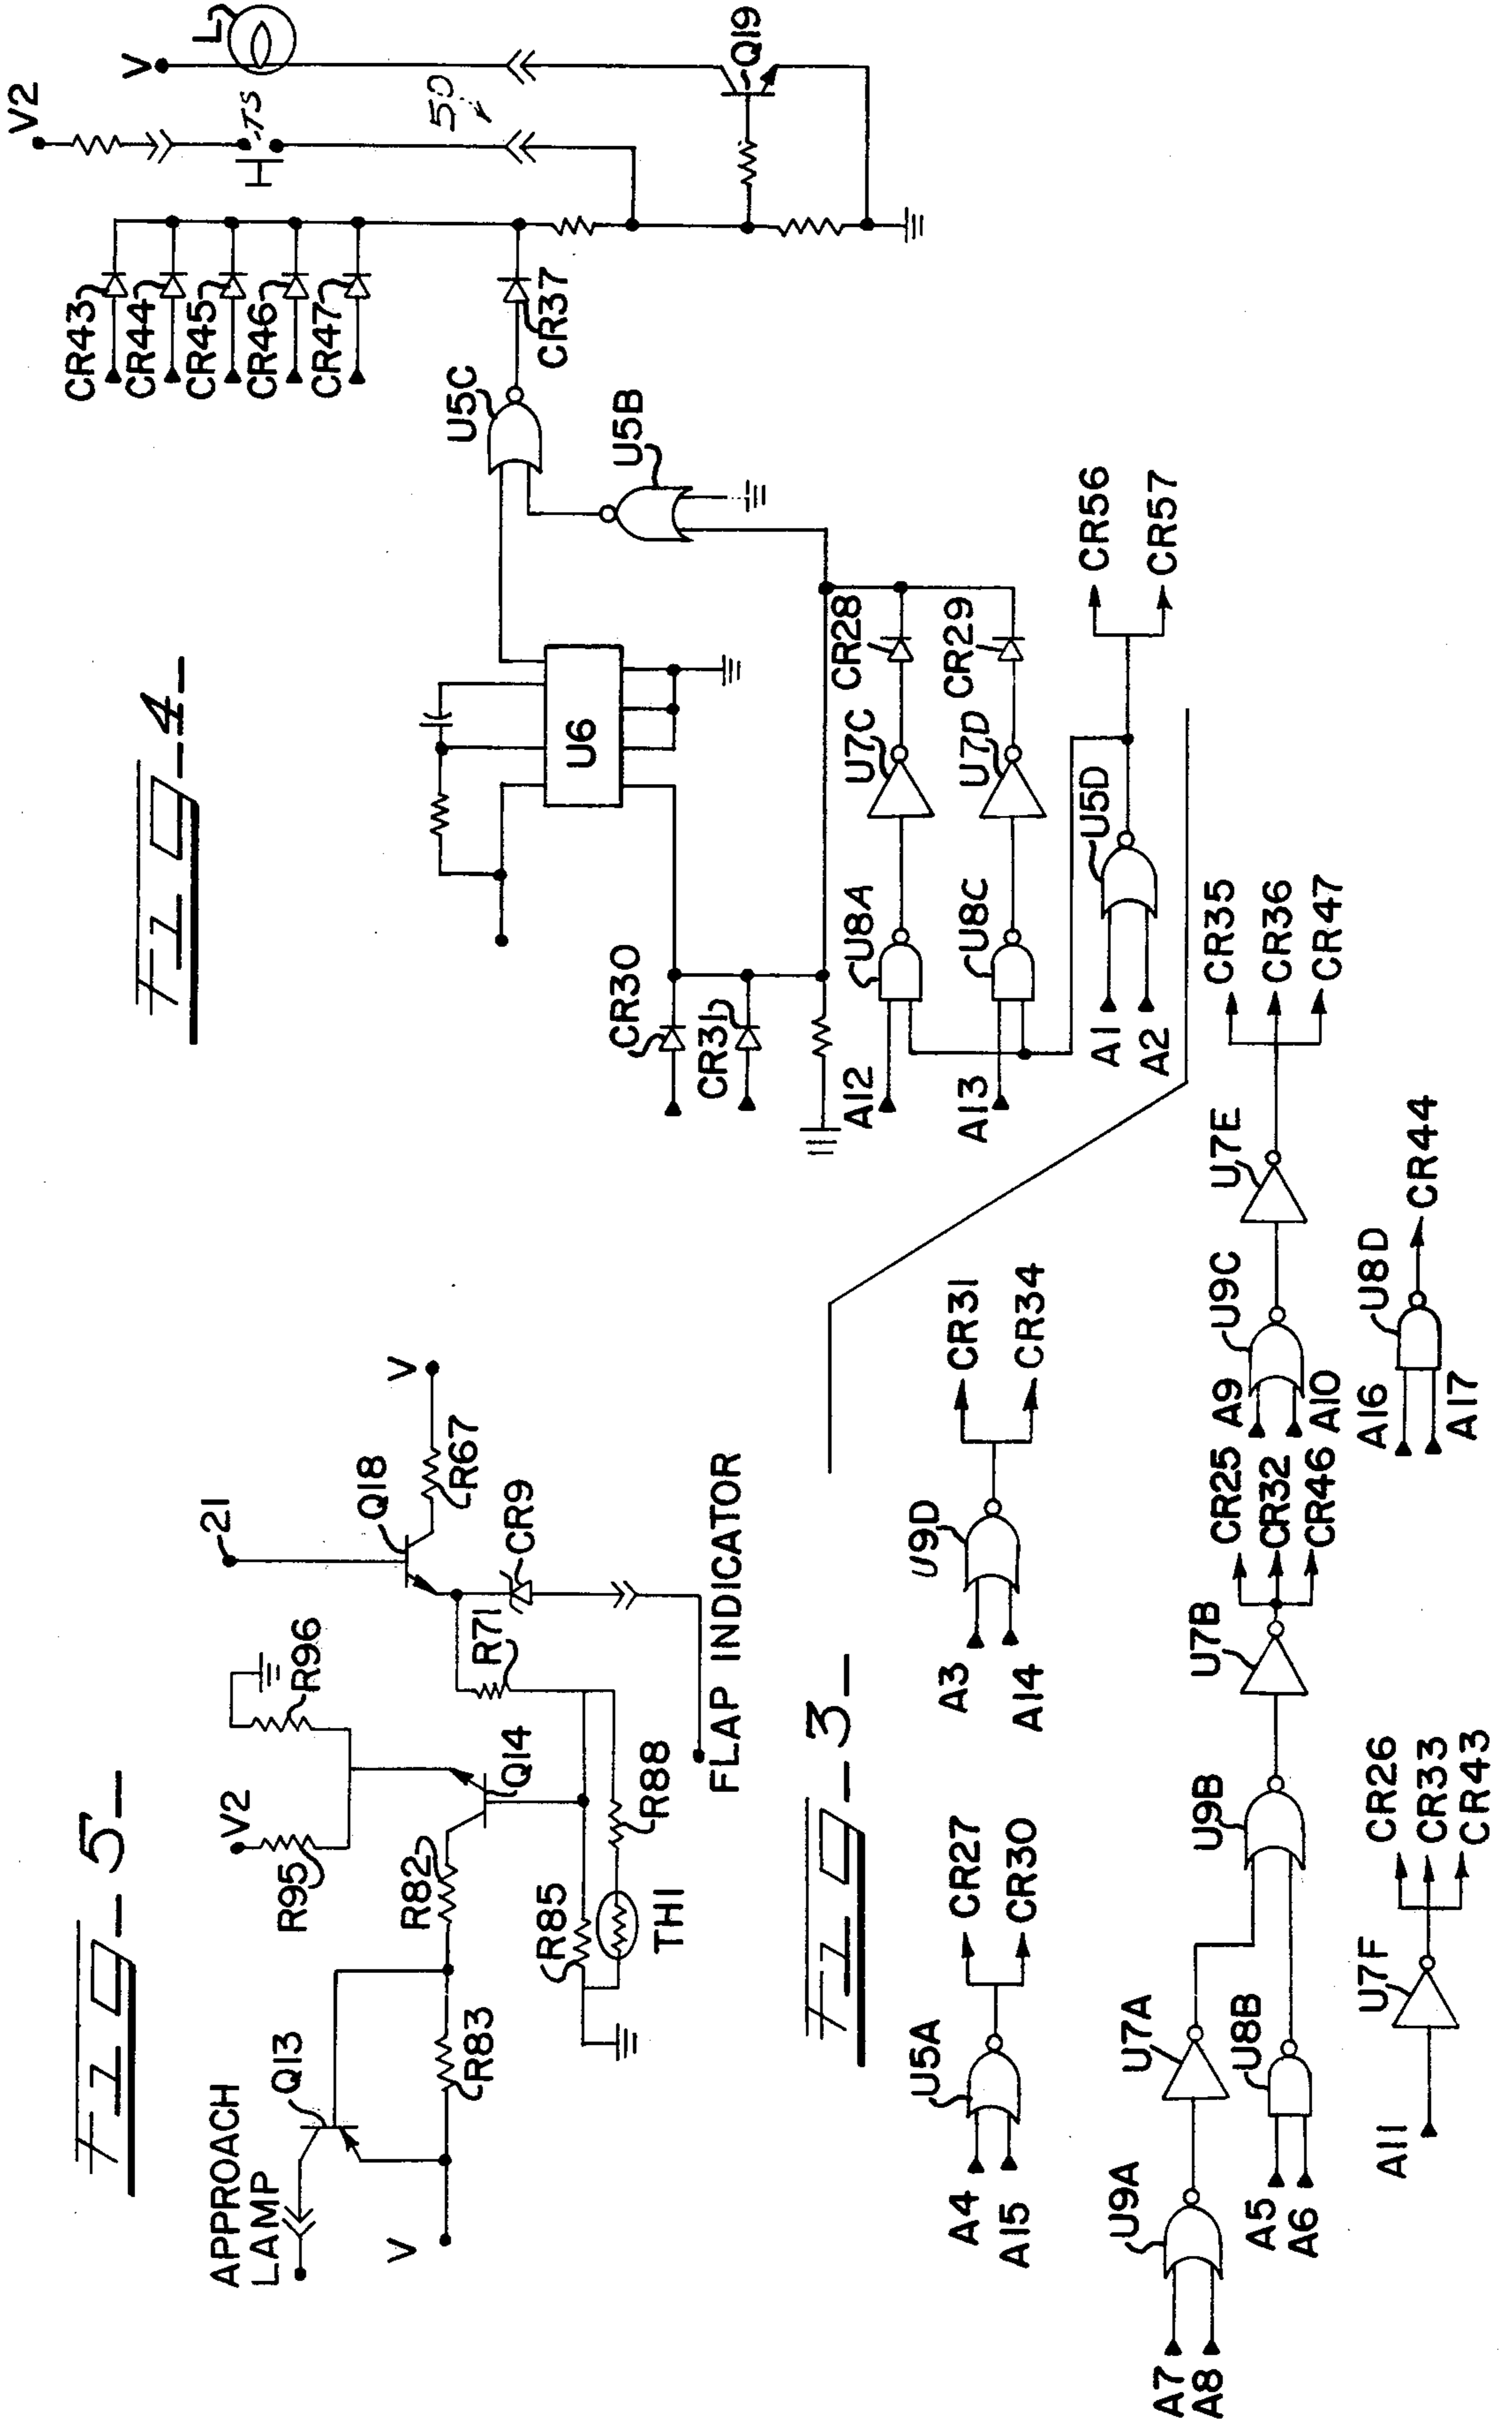 Fig-4-
V2
V
L
TS
50
Q19
CR43
CR44
CR45
CR46
CR47
CR37
U5C
U5B
U6
CR30
CR31
CR28
CR29
U7C
U7D
U8A
U8C
A12
A13
U5D
A1
A2
CR56
CR57
Fig-5-
APPROACH
LAMP
Q13
V
R83
R82
R95
V2
R96
Q14
R85
TH1
R88
R71
21
Q18
CR9
R67
V
FLAP INDICATOR
Fig-3-
A4
A15
U5A
CR27
CR30
A3
A14
U9D
CR31
CR34
A7
A8
U9A
U7A
A5
A6
U8B
U9B
U7B
CR25
CR32
CR46
A9
A10
U9C
U7E
CR35
CR36
CR47
A11
U7F
CR26
CR33
CR43
A16
A17
U8D
CR44